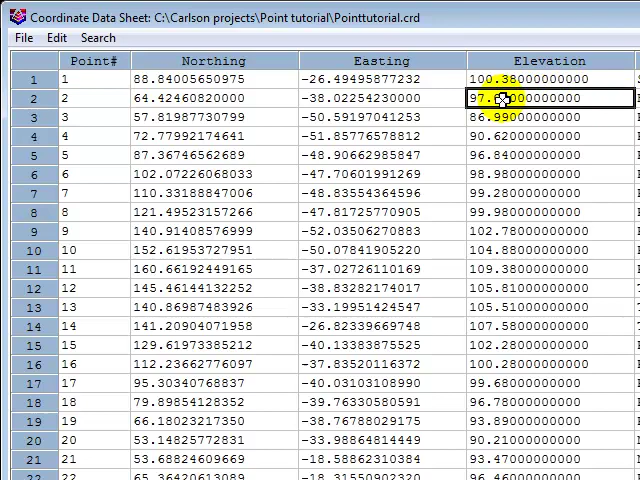 Coordinate Data Sheet: C:\Carlson projects\Point tutorial\Pointtutorial.crd
File Edit Search
Point# Northing Easting Elevation
1 1 88.84005650975 -26.49495877232 100.38000000000
2 2 64.42460820000 -38.02254230000
3 3 57.81987730799 -50.59197041253 86.99000000000
4 4 72.77992174641 -51.85776578812 90.62000000000
5 5 87.36746562689 -48.90662985847 96.84000000000
6 6 102.07226068033 -47.70601991269 98.98000000000
7 7 110.33188847006 -48.83554364596 99.28000000000
8 8 121.49523157266 -47.81725770905 99.98000000000
9 9 140.91408576999 -52.03506270883 102.78000000000
10 10 152.61953727951 -50.07841905220 104.88000000000
11 11 160.66192449165 -37.02726110169 109.38000000000
12 12 145.46144132252 -38.83282174017 105.81000000000
13 13 140.86987483926 -33.19951424547 105.51000000000
14 14 141.20904071958 -26.82339669748 107.58000000000
15 15 129.61973385212 -40.13383875525 102.28000000000
16 16 112.23662776097 -37.83520116372 100.28000000000
17 17 95.30340768837 -40.03103108990 99.68000000000
18 18 79.89854128352 -39.76330580591 96.78000000000
19 19 66.18023217350 -38.76788029175 93.89000000000
20 20 53.14825772831 -33.98864814911 90.21000000000
21 21 53.68824609669 -18.58862310384 93.47000000000
22 65.36420613089 -18.31550902320 96.46000000000